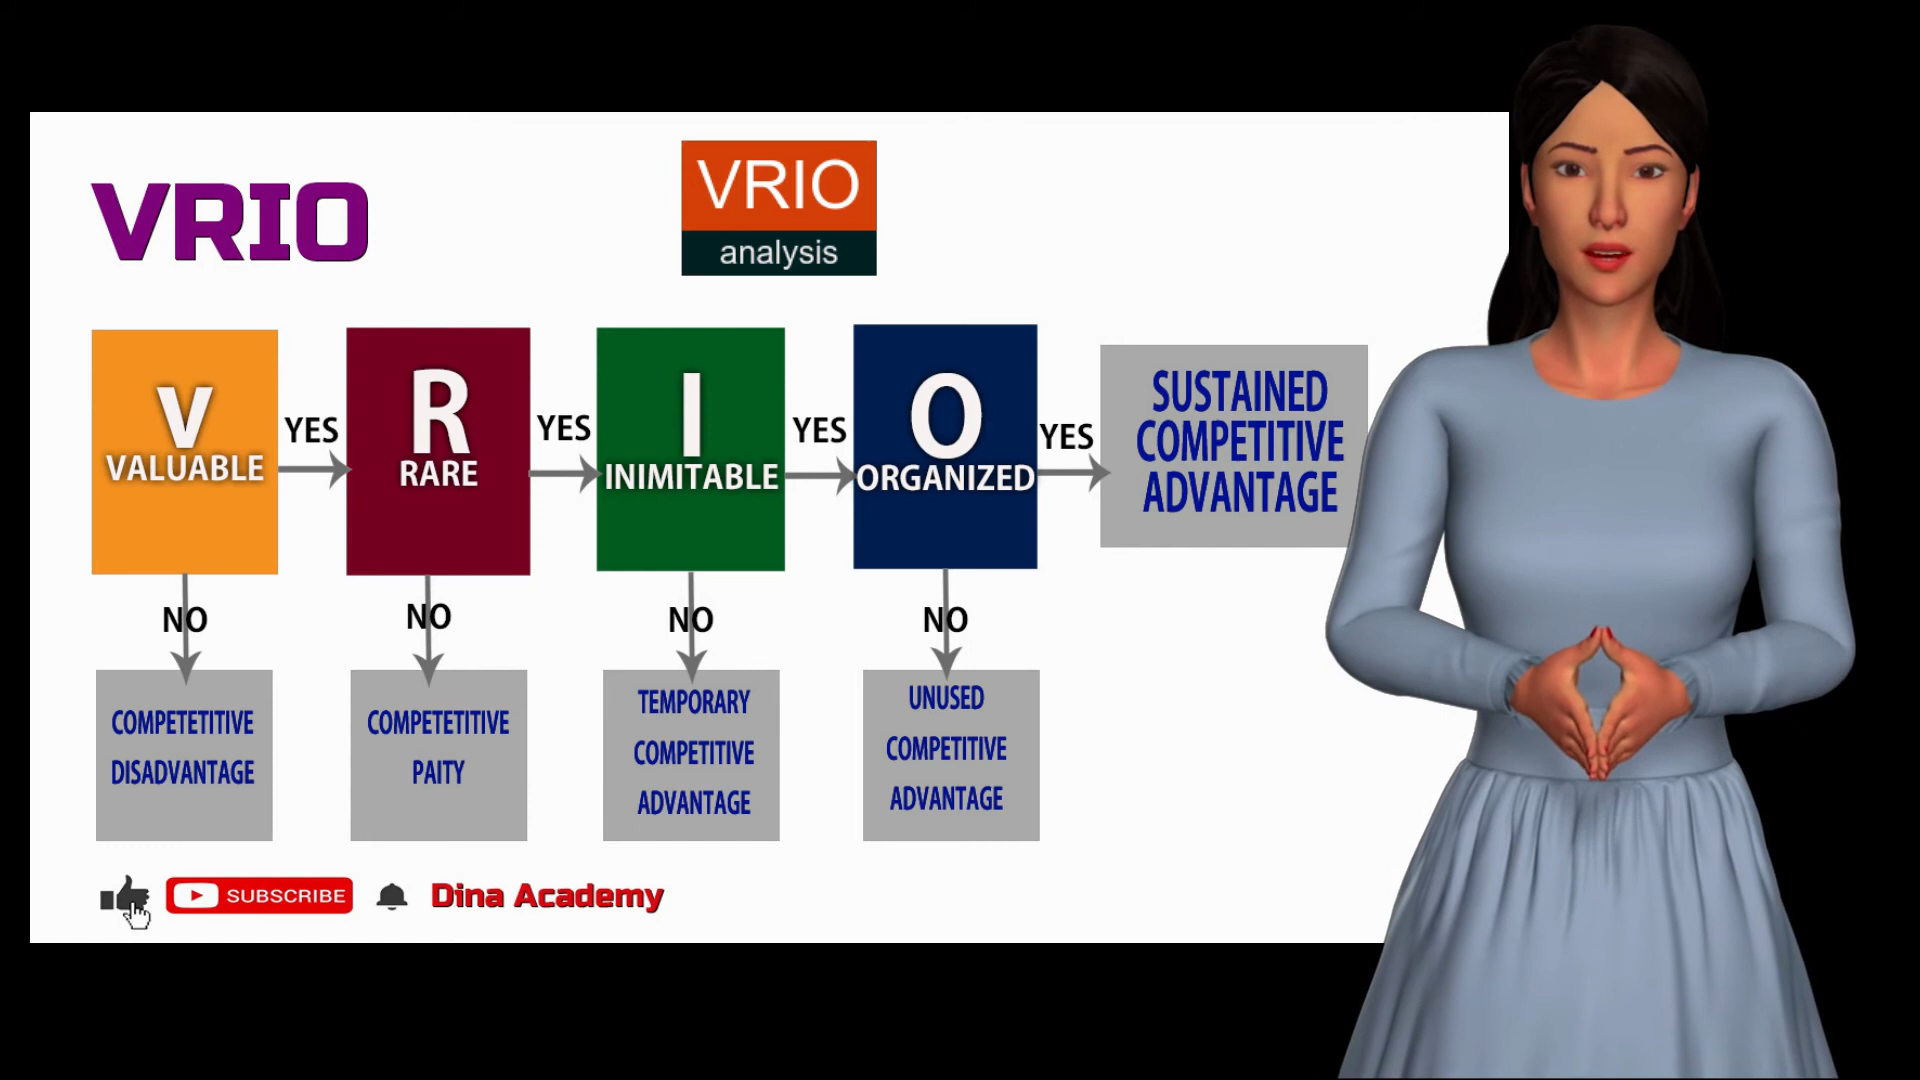 VRIO
VRIO
analysis
V
VALUABLE
YES
R
RARE
YES
I
INIMITABLE
YES
O
ORGANIZED
YES
SUSTAINED
COMPETITIVE
ADVANTAGE
NO
NO
NO
NO
COMPETETITIVE
DISADVANTAGE
COMPETETITIVE
PAITY
TEMPORARY
COMPETITIVE
ADVANTAGE
UNUSED
COMPETITIVE
ADVANTAGE
SUBSCRIBE
Dina Academy